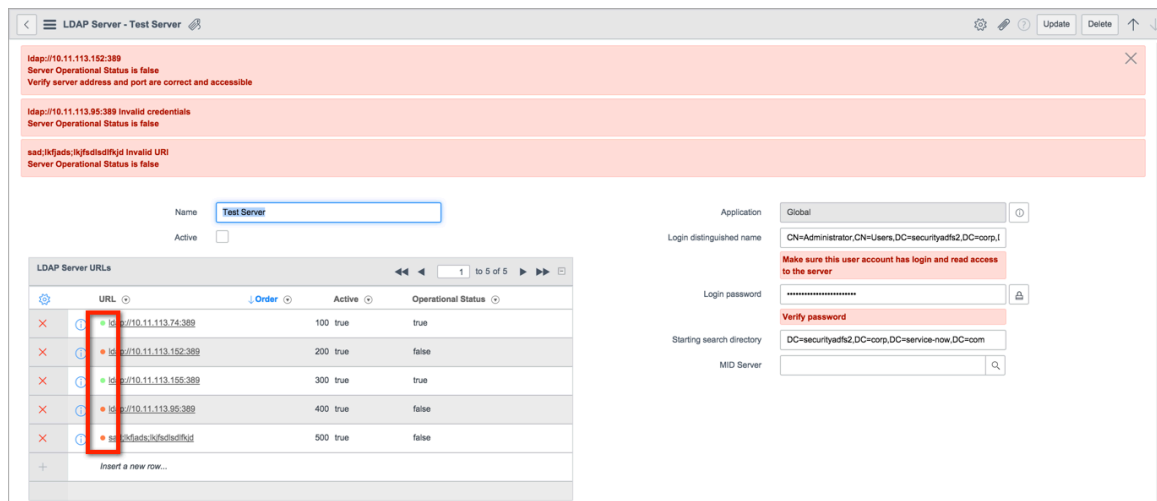 LDAP Server - Test Server
Update
Delete
ldap://10.11.113.152:389
Server Operational Status is false
Verify server address and port are correct and accessible
ldap://10.11.113.95:389 Invalid credentials
Server Operational Status is false
sad;lkfjads;lkjfsdlsdlfkjd Invalid URI
Server Operational Status is false
Name
Test Server
Active
Application
Global
Login distinguished name
CN=Administrator,CN=Users,DC=securityadfs2,DC=corp,
Make sure this user account has login and read access
to the server
Login password
Verify password
Starting search directory
DC=securityadfs2,DC=corp,DC=service-now,DC=com
MID Server
LDAP Server URLs
1 to 5 of 5
URL Order Active Operational Status
ldap://10.11.113.74:389 100 true true
ldap://10.11.113.152:389 200 true false
ldap://10.11.113.155:389 300 true true
ldap://10.11.113.95:389 400 true false
sad;lkfjads;lkjfsdlsdlfkjd 500 true false
Insert a new row...